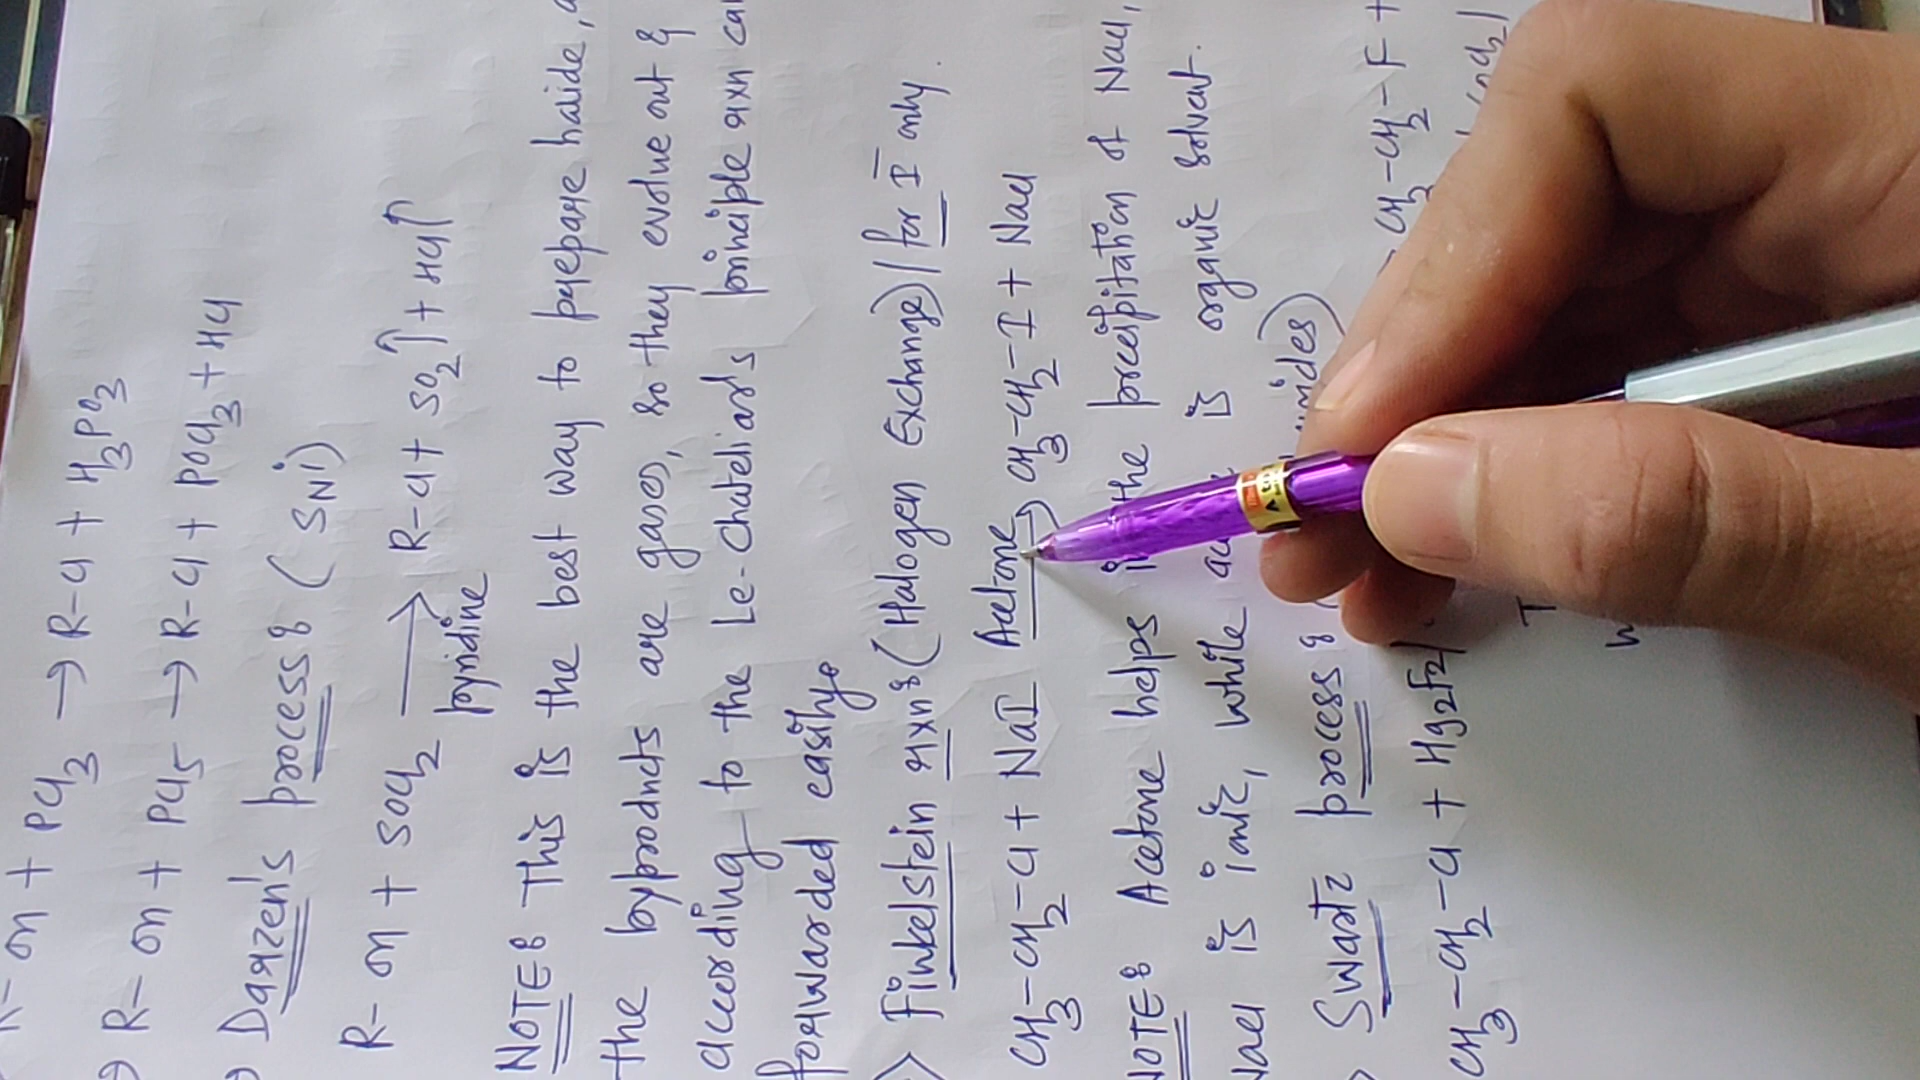 R-OH + PCl3 → R-Cl + H3PO3
→ R-OH + PCl5 → R-Cl + POCl3 + HCl
→ Darzen's process: (SNi)
R-OH + SOCl2 → R-Cl + SO2↑ + HCl↑
pyridine
NOTE: This is the best way to prepare halide,
the byproducts are gases, so they evolve out &
according to the Le-chateliar's principle rxn
forwarded easily.
> Finkelstein rxn: (Halogen Exchange) / for I⁻ only.
CH3-CH2-Cl + NaI Acetone → CH3-CH2-I + NaCl
NOTE: Acetone helps in the precipitation of NaCl,
NaCl is ionic, while is organic solvent.
> Swartz process: (
CH3-CH2-Cl + Hg2F2/ CH3-CH2-F +